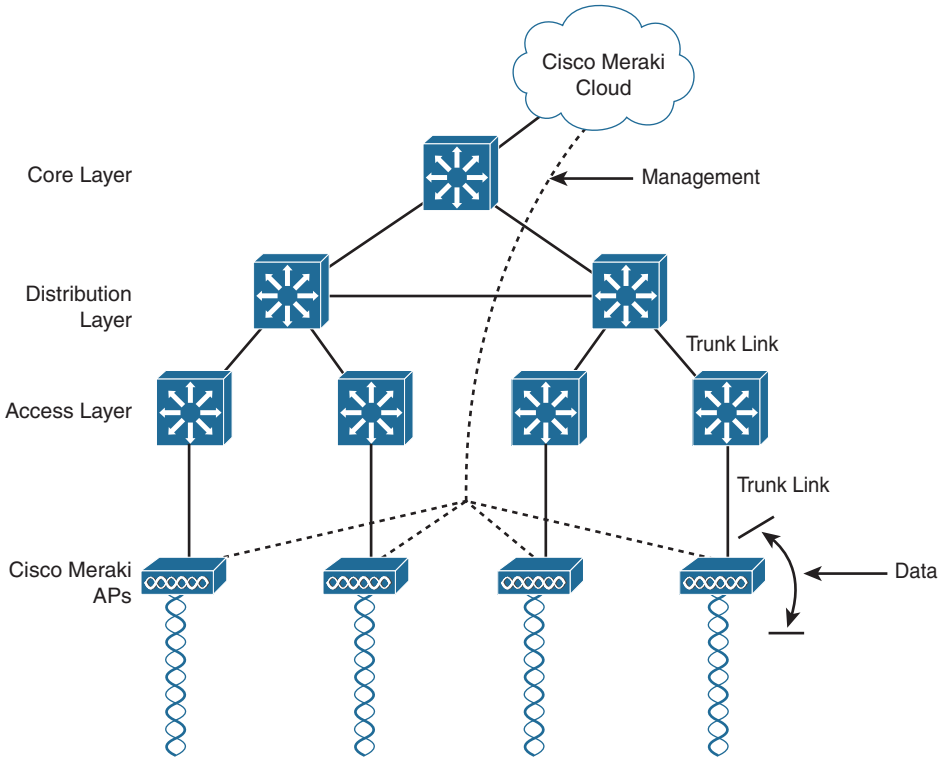 Cisco Meraki
Cloud
Core Layer
Management
Distribution
Layer
Trunk Link
Access Layer
Trunk Link
Cisco Meraki
APs
Data